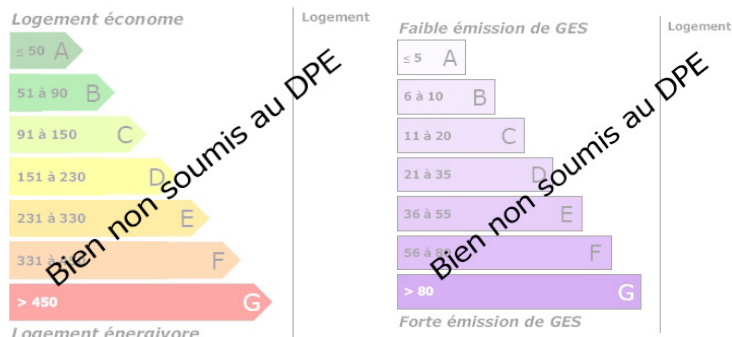 Logement économe
Logement
≤ 50 A
51 à 90 B
91 à 150 C
151 à 230 D
231 à 330 E
331 à F
> 450 G
Logement énergivore
Bien non soumis au DPE
Faible émission de GES
Logement
≤ 5 A
6 à 10 B
11 à 20 C
21 à 35 D
36 à 55 E
56 à 80 F
> 80 G
Forte émission de GES
Bien non soumis au DPE